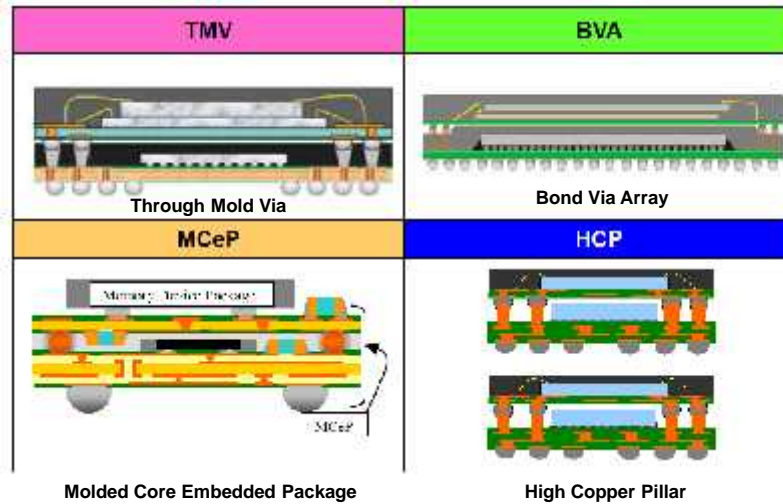 TMV
BVA
Through Mold Via
Bond Via Array
MCeP
HCP
Memory Device Package
MCeP
Molded Core Embedded Package
High Copper Pillar